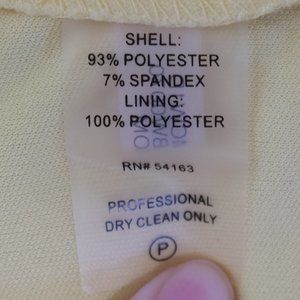 SHELL:
93% POLYESTER
7% SPANDEX
LINING:
100% POLYESTER
RN# 54163
PROFESSIONAL
DRY CLEAN ONLY
P